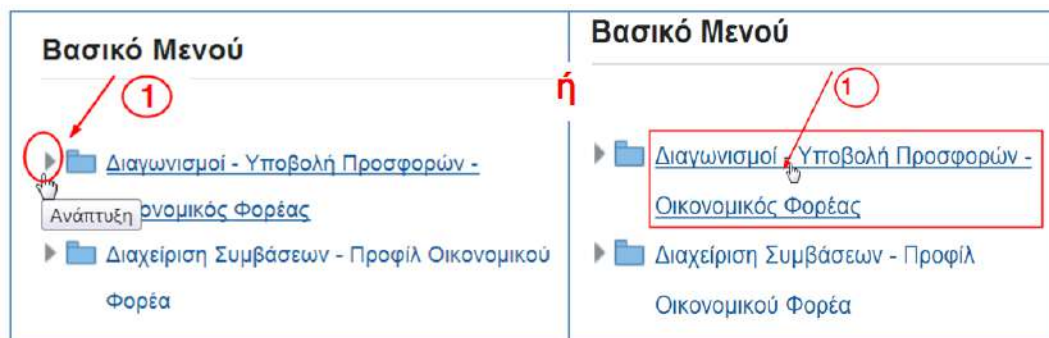 Βασικό Μενού
1
Διαγωνισμοί - Υποβολή Προσφορών -
Ανάπτυξη
ονομικός Φορέας
Διαχείριση Συμβάσεων - Προφίλ Οικονομικού
Φορέα
ή
Βασικό Μενού
1
Διαγωνισμοί - Υποβολή Προσφορών -
Οικονομικός Φορέας
Διαχείριση Συμβάσεων - Προφίλ
Οικονομικού Φορέα